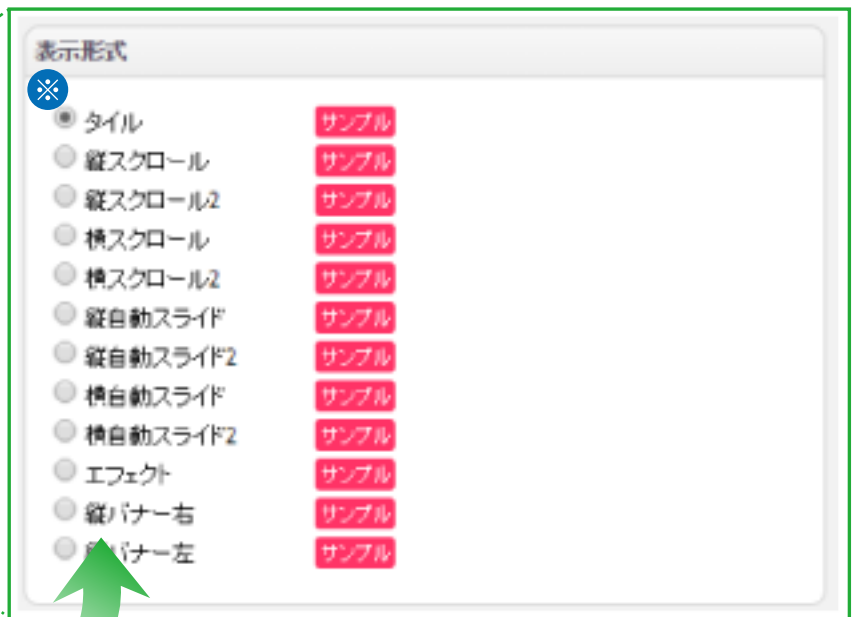 表示形式
※
タイル サンプル
縦スクロール サンプル
縦スクロール2 サンプル
横スクロール サンプル
横スクロール2 サンプル
縦自動スライド サンプル
縦自動スライド2 サンプル
横自動スライド サンプル
横自動スライド2 サンプル
エフェクト サンプル
縦バナー右 サンプル
バナー左 サンプル